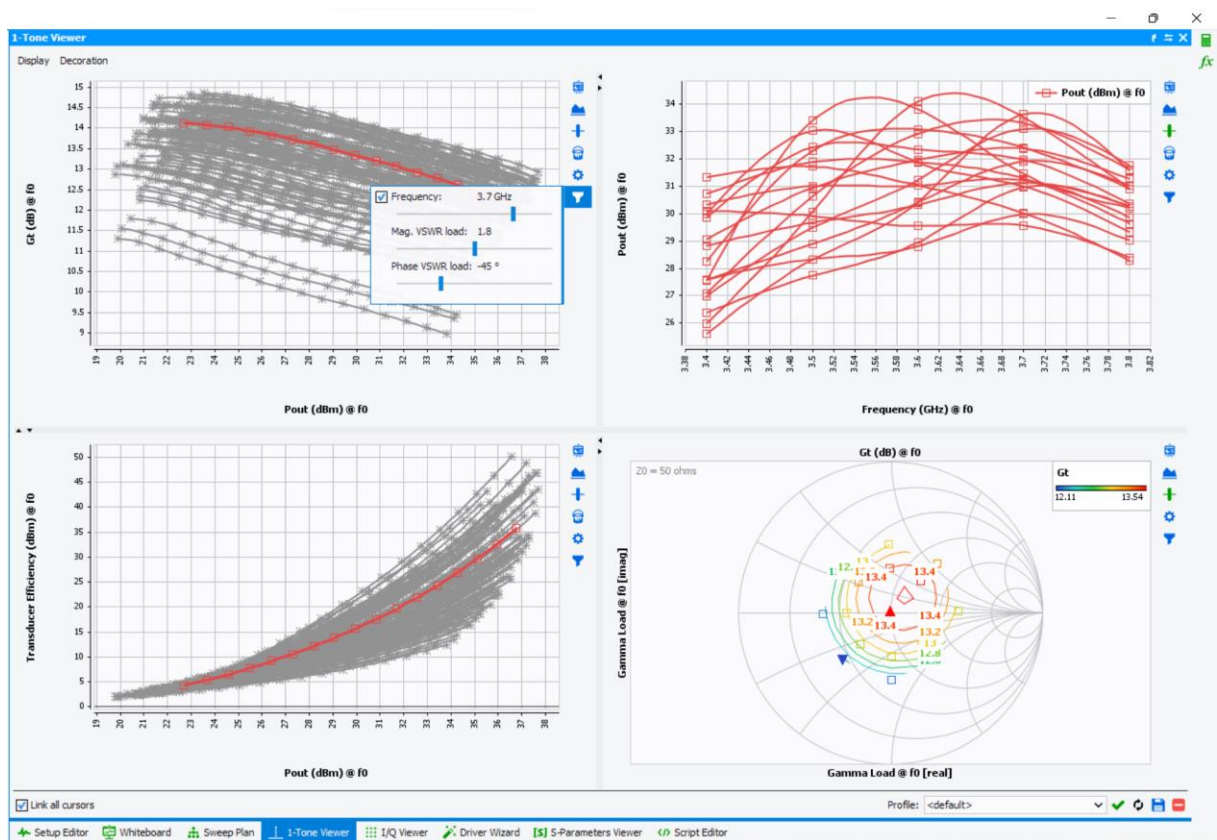 1-Tone Viewer
fx
Display Decoration
15
14.5
14
13.5
13
12.5
12
11.5
11
10.5
10
9.5
9
Gt (dB) @ f0
19 20 21 22 23 24 25 26 27 28 29 30 31 32 33 34 35 36 37 38
Pout (dBm) @ f0
Frequency: 3.7 GHz
Mag. VSWR load: 1.8
Phase VSWR load: -45 °
Pout (dBm) @ f0
34
33
32
31
30
29
28
27
26
Pout (dBm) @ f0
3.38 3.4 3.42 3.44 3.46 3.48 3.5 3.52 3.54 3.56 3.58 3.6 3.62 3.64 3.66 3.68 3.7 3.72 3.74 3.76 3.78 3.8 3.82
Frequency (GHz) @ f0
50
45
40
35
30
25
20
15
10
5
0
Transducer Efficiency (dBm) @ f0
19 20 21 22 23 24 25 26 27 28 29 30 31 32 33 34 35 36 37 38
Pout (dBm) @ f0
Gt (dB) @ f0
Z0 = 50 ohms
Gt
12.11 13.54
13.4
13.4
13.4
13.2
13.4
13.2
13
12.8
Gamma Load @ f0 [imag]
Gamma Load @ f0 [real]
Link all cursors
Profile: <default>
Setup Editor Whiteboard Sweep Plan 1-Tone Viewer I/Q Viewer Driver Wizard [S] S-Parameters Viewer </> Script Editor